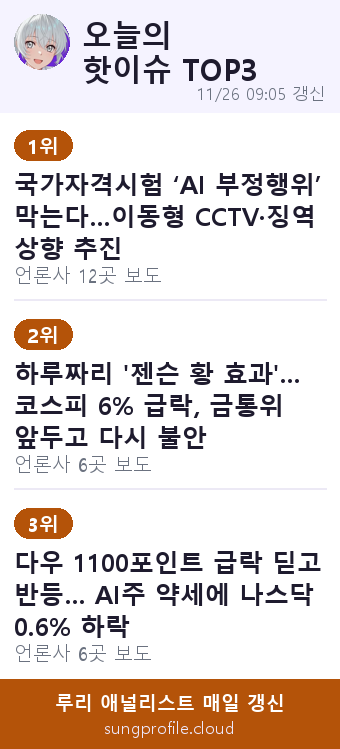 오늘의
핫이슈 TOP3
11/26 09:05 갱신
1위
국가자격시험 ‘AI 부정행위’
막는다…이동형 CCTV·징역
상향 추진
언론사 12곳 보도
2위
하루짜리 '젠슨 황 효과'…
코스피 6% 급락, 금통위
앞두고 다시 불안
언론사 6곳 보도
3위
다우 1100포인트 급락 딛고
반등… AI주 약세에 나스닥
0.6% 하락
언론사 6곳 보도
루리 애널리스트 매일 갱신
sungprofile.cloud